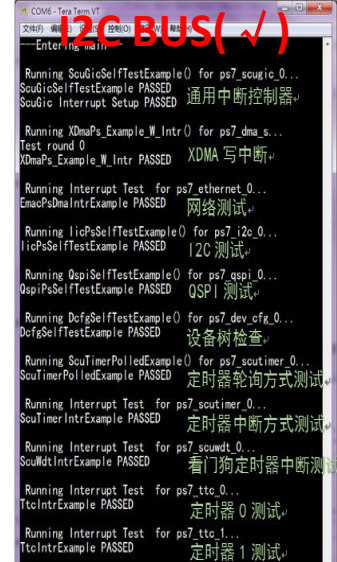 COM6 - Tera Term VT
I2C BUS( √ )
---Entering main---
Running ScuGicSelfTestExample() for ps7_scugic_0...
ScuGicSelfTestExample PASSED
ScuGic Interrupt Setup PASSED
通用中断控制器
Running XDmaPs_Example_W_Intr() for ps7_dma_s...
Test round 0
XDmaPs_Example_W_Intr PASSED
XDMA 写中断
Running Interrupt Test for ps7_ethernet_0...
EmacPsDmaIntrExample PASSED
网络测试
Running IicPsSelfTestExample() for ps7_i2c_0...
IicPsSelfTestExample PASSED
I2C 测试
Running QspiSelfTestExample() for ps7_qspi_0...
QspiPsSelfTestExample PASSED
QSPI 测试
Running DcfgSelfTestExample() for ps7_dev_cfg_0...
DcfgSelfTestExample PASSED
设备树检查
Running ScuTimerPolledExample() for ps7_scutimer_0...
ScuTimerPolledExample PASSED
定时器轮询方式测试
Running Interrupt Test for ps7_scutimer_0...
ScuTimerIntrExample PASSED
定时器中断方式测试
Running Interrupt Test for ps7_scuwdt_0...
ScuWdtIntrExample PASSED
看门狗定时器中断测试
Running Interrupt Test for ps7_ttc_0...
TtcIntrExample PASSED
定时器 0 测试
Running Interrupt Test for ps7_ttc_1...
TtcIntrExample PASSED
定时器 1 测试